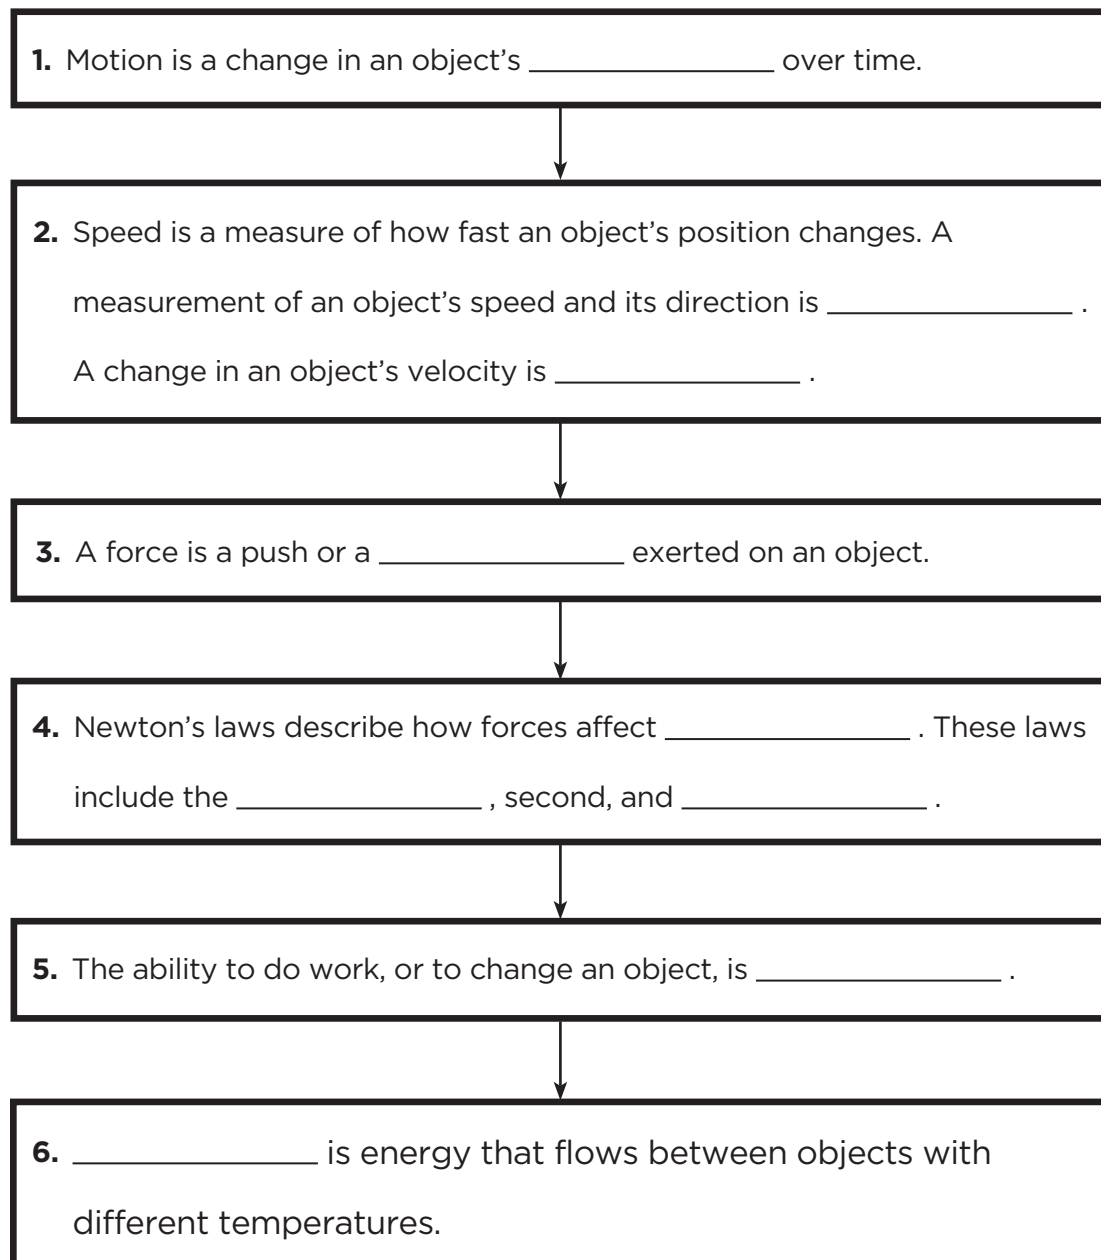 1. Motion is a change in an object’s _______________ over time.
2. Speed is a measure of how fast an object’s position changes. A
measurement of an object’s speed and its direction is _______________ .
A change in an object’s velocity is _______________ .
3. A force is a push or a _______________ exerted on an object.
4. Newton’s laws describe how forces affect _______________ . These laws
include the _______________ , second, and _______________ .
5. The ability to do work, or to change an object, is _______________ .
6. _______________ is energy that flows between objects with
different temperatures.